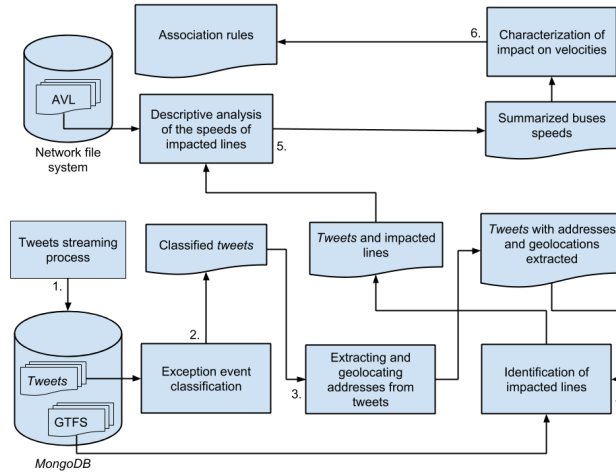 Association rules
6.
Characterization of
impact on velocities
AVL
Network file
system
Descriptive analysis
of the speeds of
impacted lines
5.
Summarized buses
speeds
Tweets streaming
process
1.
Classified tweets
Tweets and impacted
lines
Tweets with addresses
and geolocations
extracted
2.
Tweets
GTFS
MongoDB
Exception event
classification
3.
Extracting and
geolocating
addresses from
tweets
Identification of
impacted lines